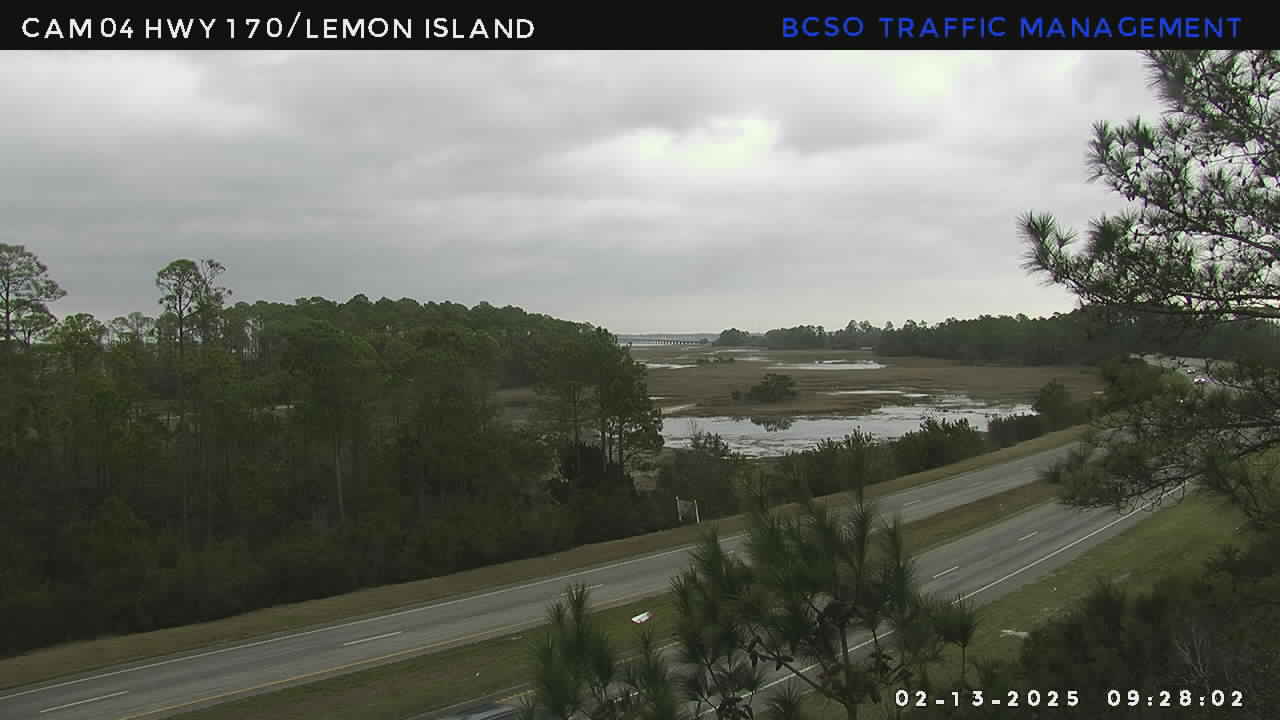 CAM04 HWY 170/LEMON ISLAND
BCSO TRAFFIC MANAGEMENT
02-13-2025 09:28:02